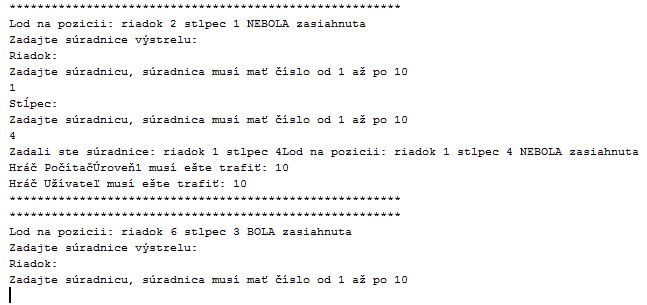 ********************************************************
Lod na pozicii: riadok 2 stlpec 1 NEBOLA zasiahnuta
Zadajte súradnice výstrelu:
Riadok:
Zadajte súradnicu, súradnica musí mať číslo od 1 až po 10
1
Stĺpec:
Zadajte súradnicu, súradnica musí mať číslo od 1 až po 10
4
Zadali ste súradnice: riadok 1 stlpec 4Lod na pozicii: riadok 1 stlpec 4 NEBOLA zasiahnuta
Hráč PočítačÚroveň1 musí ešte trafiť: 10
Hráč Užívateľ musí ešte trafiť: 10
********************************************************
********************************************************
Lod na pozicii: riadok 6 stlpec 3 BOLA zasiahnuta
Zadajte súradnice výstrelu:
Riadok:
Zadajte súradnicu, súradnica musí mať číslo od 1 až po 10